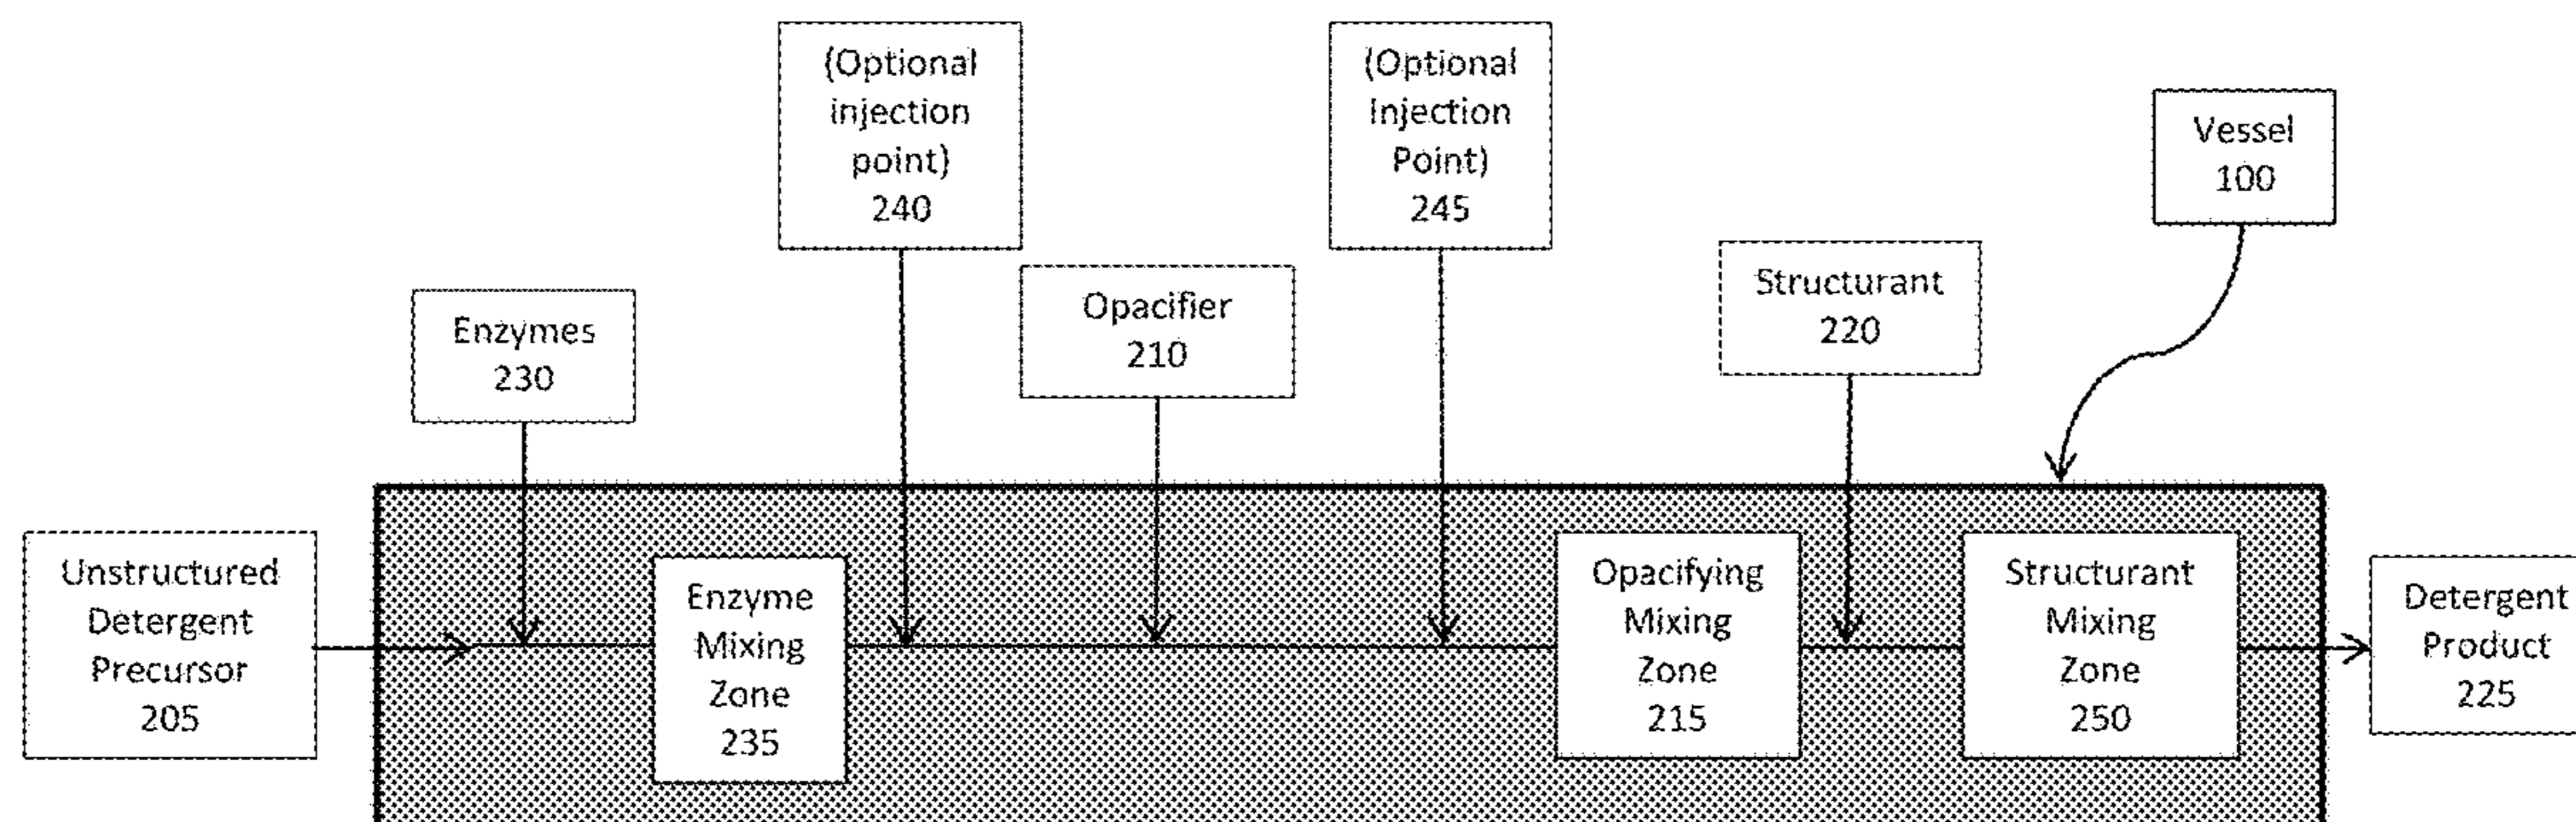 (Optional
injection
point)
240
(Optional
Injection
Point)
245
Vessel
100
Enzymes
230
Opacifier
210
Structurant
220
Unstructured
Detergent
Precursor
205
Enzyme
Mixing
Zone
235
Opacifying
Mixing
Zone
215
Structurant
Mixing
Zone
250
Detergent
Product
225